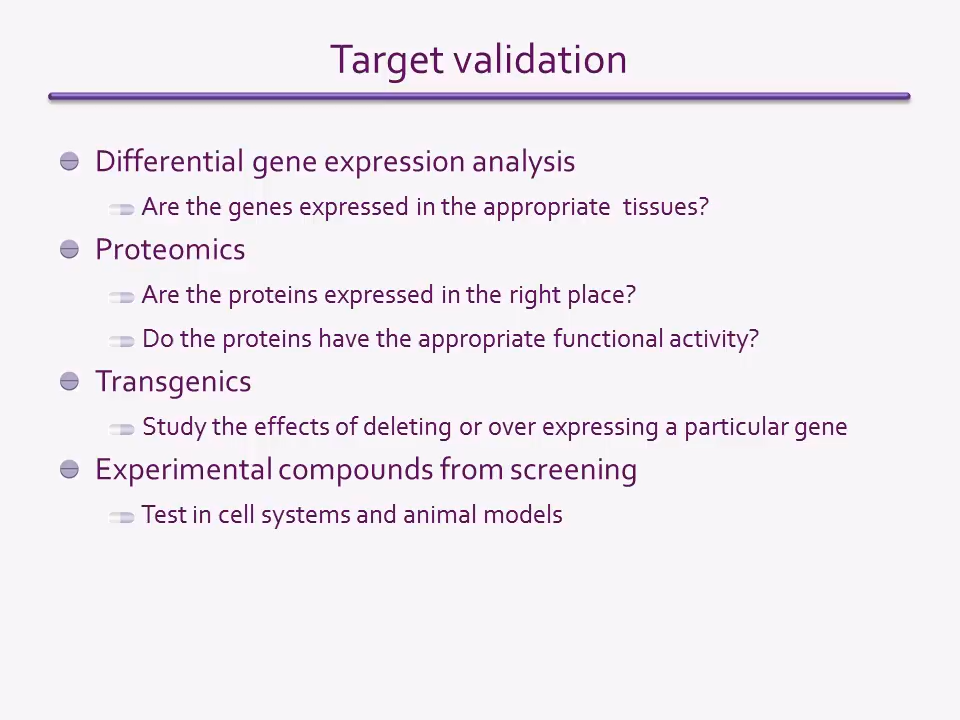 Target validation
Differential gene expression analysis
Are the genes expressed in the appropriate tissues?
Proteomics
Are the proteins expressed in the right place?
Do the proteins have the appropriate functional activity?
Transgenics
Study the effects of deleting or over expressing a particular gene
Experimental compounds from screening
Test in cell systems and animal models